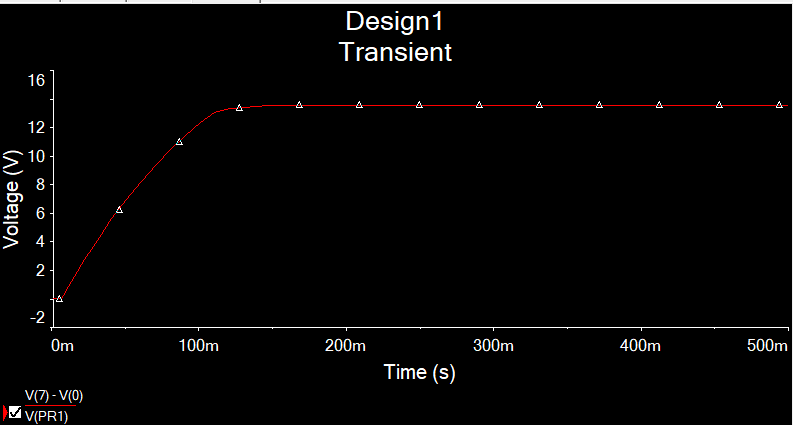 Design1
Transient
Voltage (V)
16
12
10
8
6
4
2
-2
0m 100m 200m 300m 400m 500m
Time (s)
V(7) - V(0)
V(PR1)